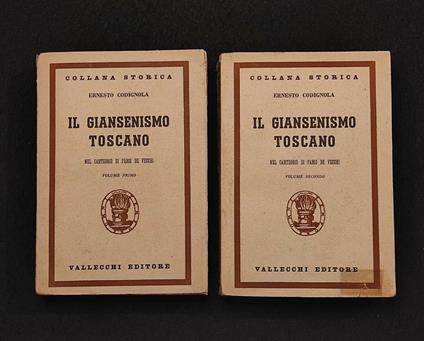 COLLANA STORICA
ERNESTO CODIGNOLA
IL GIANSENISMO
TOSCANO
NEL CARTEGGIO DI FABIO DE VECCHI
VOLUME PRIMO
VALLECCHI EDITORE
COLLANA STORICA
ERNESTO CODIGNOLA
IL GIANSENISMO
TOSCANO
NEL CARTEGGIO DI FABIO DE VECCHI
VOLUME SECONDO
VALLECCHI EDITORE